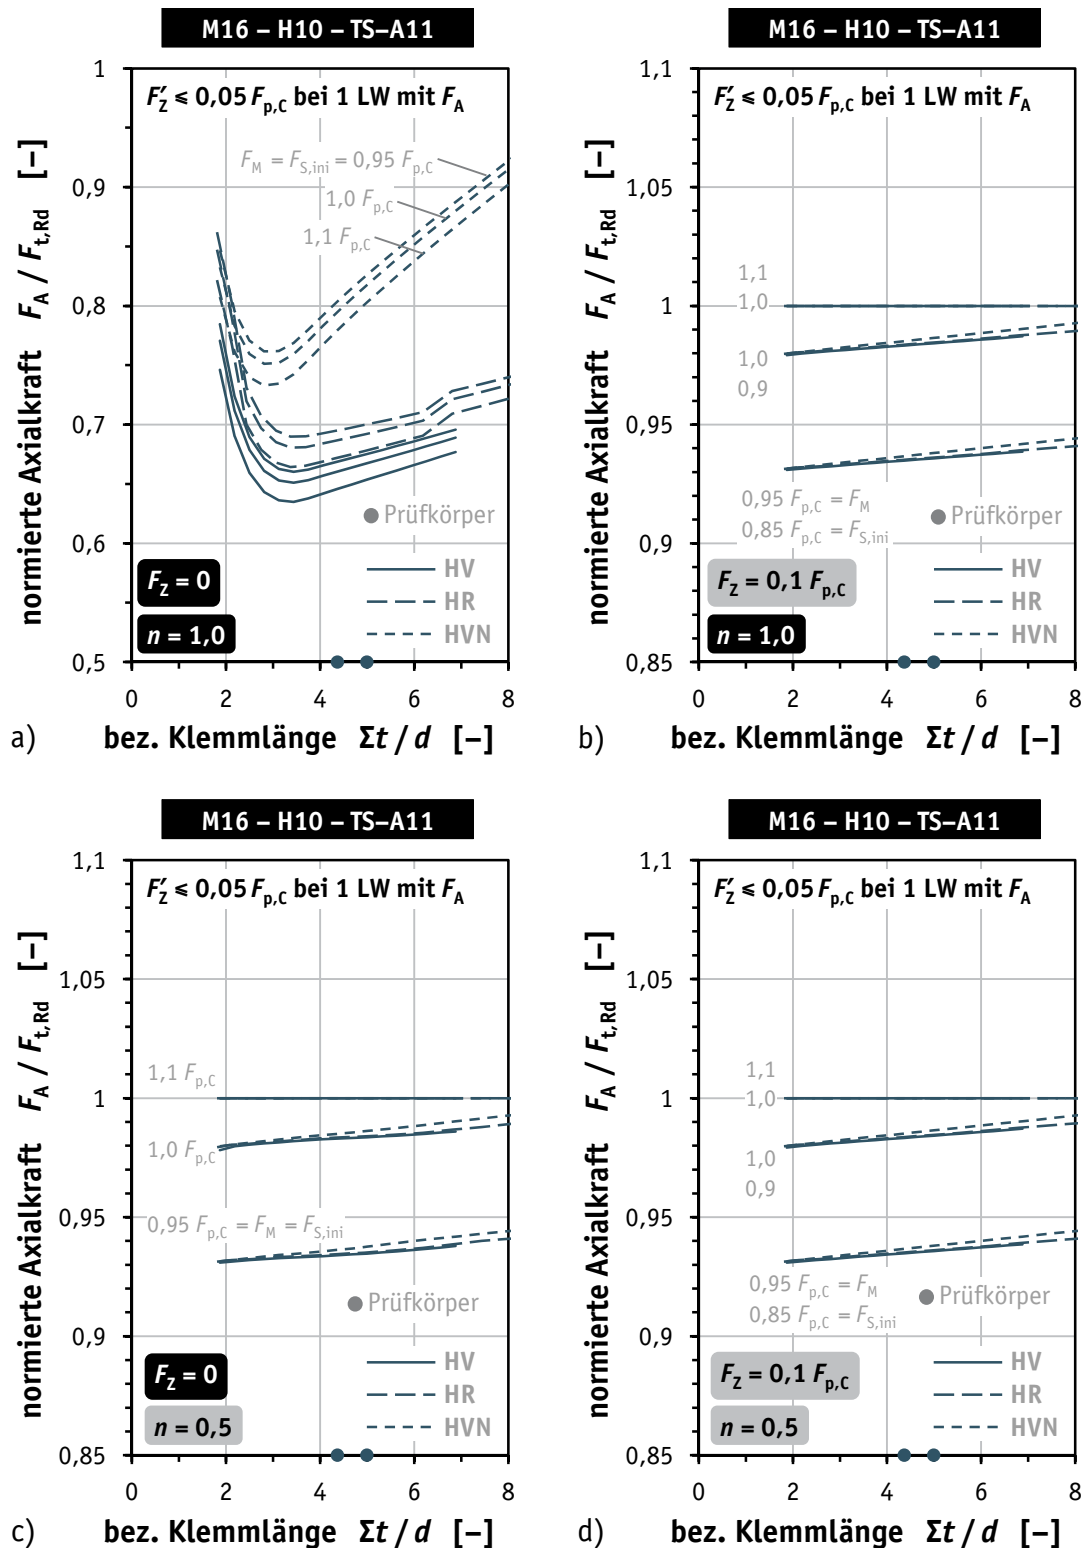 M16 – H10 – TS–A11
F′Z ⩽ 0,05 Fp,C bei 1 LW mit FA
normierte Axialkraft FA / Ft,Rd [–]
1
0,9
0,8
0,7
0,6
0,5
FM = FS,ini = 0,95 Fp,C
1,0 Fp,C
1,1 Fp,C
Prüfkörper
FZ = 0
n = 1,0
HV
HR
HVN
0 2 4 6 8
a) bez. Klemmlänge Σt / d [–]
M16 – H10 – TS–A11
F′Z ⩽ 0,05 Fp,C bei 1 LW mit FA
normierte Axialkraft FA / Ft,Rd [–]
1,1
1,05
1
0,95
0,9
0,85
1,1
1,0
1,0
0,9
0,95 Fp,C = FM
0,85 Fp,C = FS,ini
Prüfkörper
FZ = 0,1 Fp,C
n = 1,0
HV
HR
HVN
0 2 4 6 8
b) bez. Klemmlänge Σt / d [–]
M16 – H10 – TS–A11
F′Z ⩽ 0,05 Fp,C bei 1 LW mit FA
normierte Axialkraft FA / Ft,Rd [–]
1,1
1,05
1
0,95
0,9
0,85
1,1 Fp,C
1,0 Fp,C
0,95 Fp,C = FM = FS,ini
Prüfkörper
FZ = 0
n = 0,5
HV
HR
HVN
0 2 4 6 8
c) bez. Klemmlänge Σt / d [–]
M16 – H10 – TS–A11
F′Z ⩽ 0,05 Fp,C bei 1 LW mit FA
normierte Axialkraft FA / Ft,Rd [–]
1,1
1,05
1
0,95
0,9
0,85
1,1
1,0
1,0
0,9
0,95 Fp,C = FM
0,85 Fp,C = FS,ini
Prüfkörper
FZ = 0,1 Fp,C
n = 0,5
HV
HR
HVN
0 2 4 6 8
d) bez. Klemmlänge Σt / d [–]